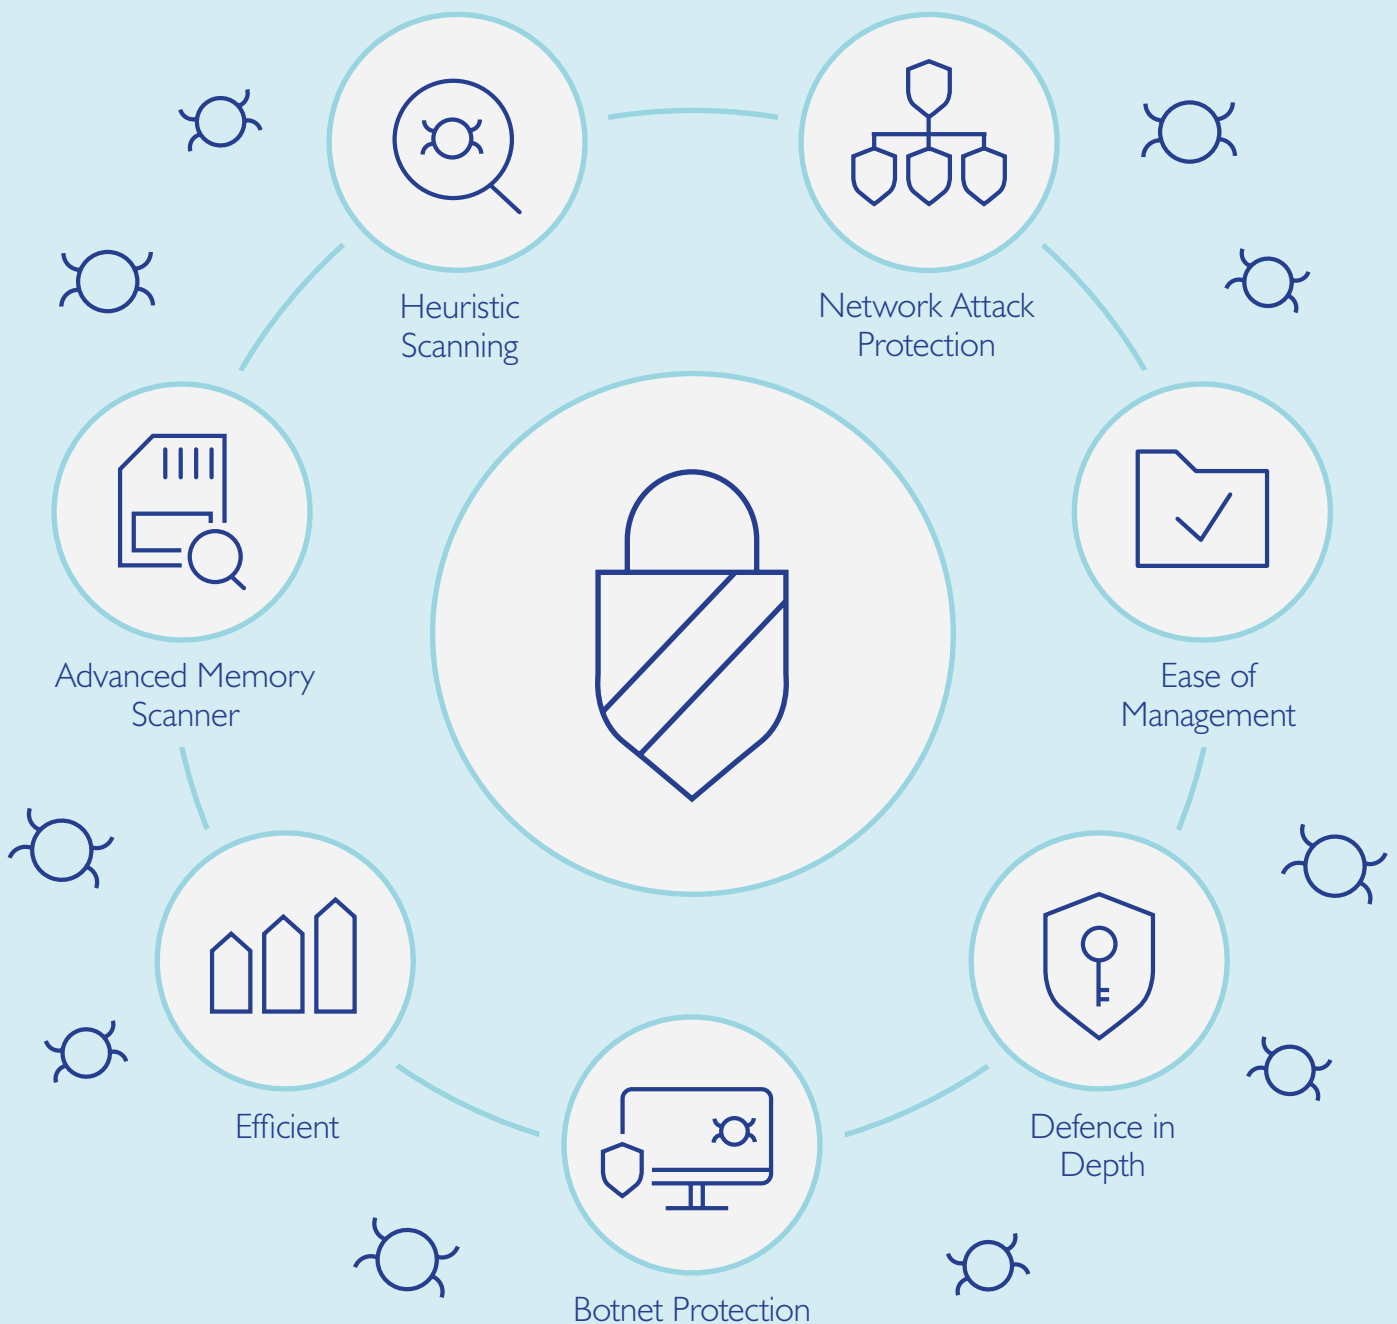 Heuristic
Scanning
Network Attack
Protection
Advanced Memory
Scanner
Ease of
Management
Efficient
Defence in
Depth
Botnet Protection